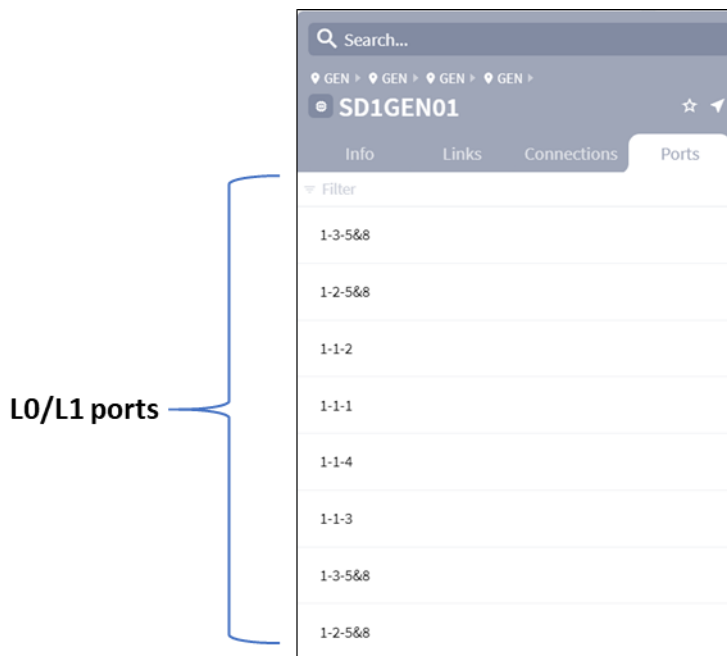 Search...
GEN GEN GEN GEN
SD1GEN01
Info Links Connections Ports
Filter
1-3-5&8
1-2-5&8
1-1-2
1-1-1
L0/L1 ports
1-1-4
1-1-3
1-3-5&8
1-2-5&8